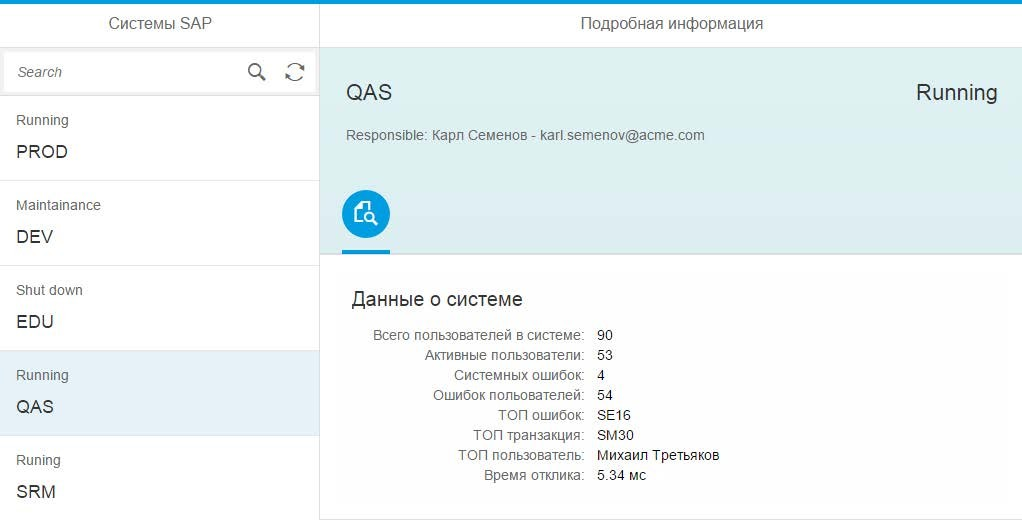 Системы SAP
Подробная информация
Search
Running
PROD
Maintainance
DEV
Shut down
EDU
Running
QAS
Runing
SRM
QAS
Running
Responsible: Карл Семенов - karl.semenov@acme.com
Данные о системе
Всего пользователей в системе: 90
Активные пользователи: 53
Системных ошибок: 4
Ошибок пользователей: 54
ТОП ошибок: SE16
ТОП транзакция: SM30
ТОП пользователь: Михаил Третьяков
Время отклика: 5.34 мс